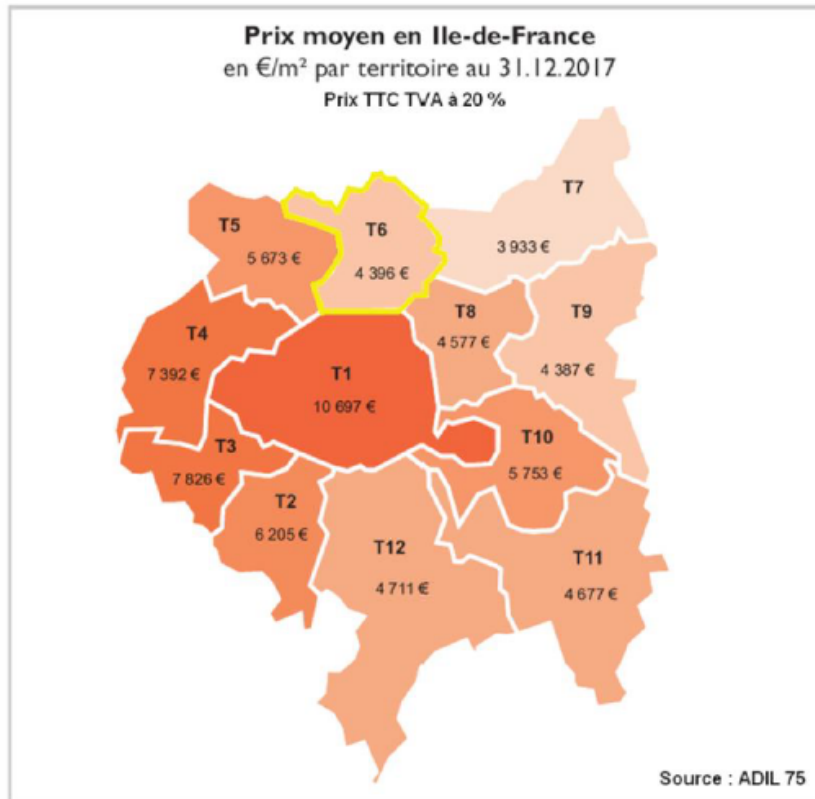 Prix moyen en Ile-de-France
en €/m² par territoire au 31.12.2017
Prix TTC TVA à 20 %
T7
3 933 €
T5
5 673 €
T6
4 396 €
T8
4 577 €
T9
4 387 €
T4
7 392 €
T1
10 697 €
T10
5 753 €
T3
7 826 €
T2
6 205 €
T12
4 711 €
T11
4 677 €
Source : ADIL 75